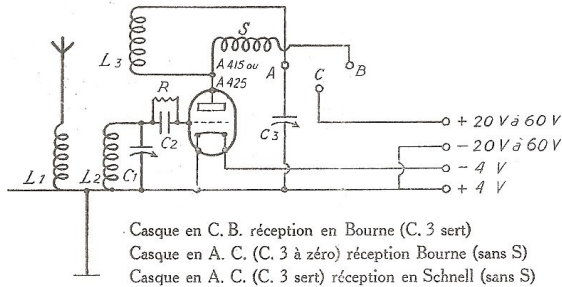 S
L3
A 415 ou
A 425
A
B
C
R
C2
C3
+ 20 V à 60 V
- 20 V à 60 V
- 4 V
+ 4 V
L1
L2
C1
Casque en C. B. réception en Bourne (C. 3 sert)
Casque en A. C. (C. 3 à zéro) réception Bourne (sans S)
Casque en A. C. (C. 3 sert) réception en Schnell (sans S)